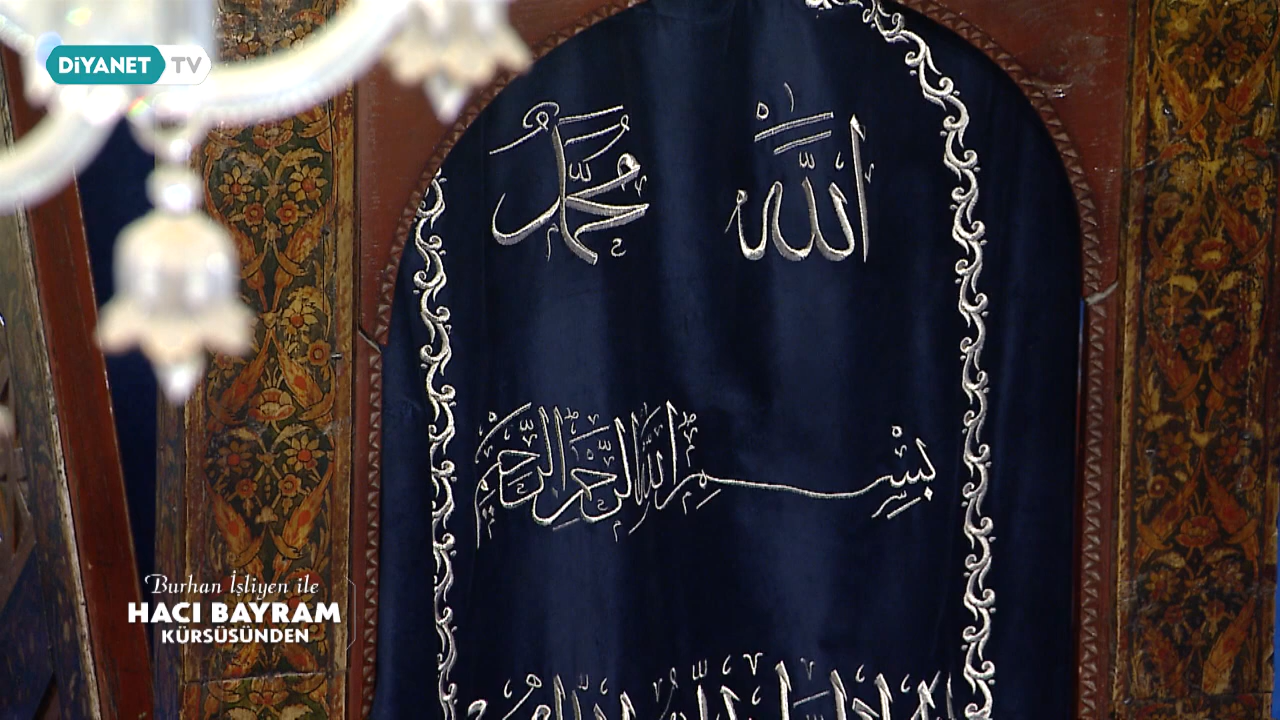 DİYANET TV
الله محمد
بسم الله الرحمن الرحيم
Burhan İşliyen ile
HACI BAYRAM
KÜRSÜSÜNDEN